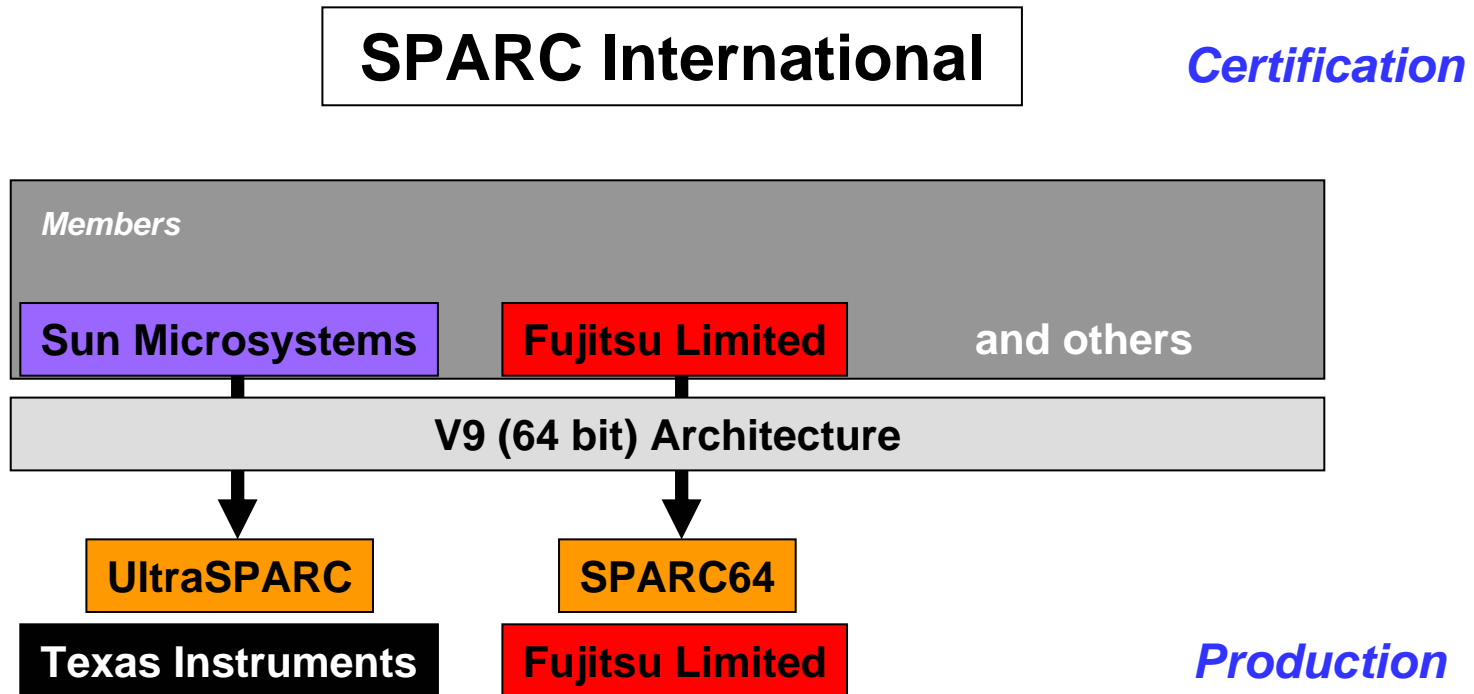 SPARC International
Certification
Members
Sun Microsystems
Fujitsu Limited
and others
V9 (64 bit) Architecture
UltraSPARC
SPARC64
Texas Instruments
Fujitsu Limited
Production